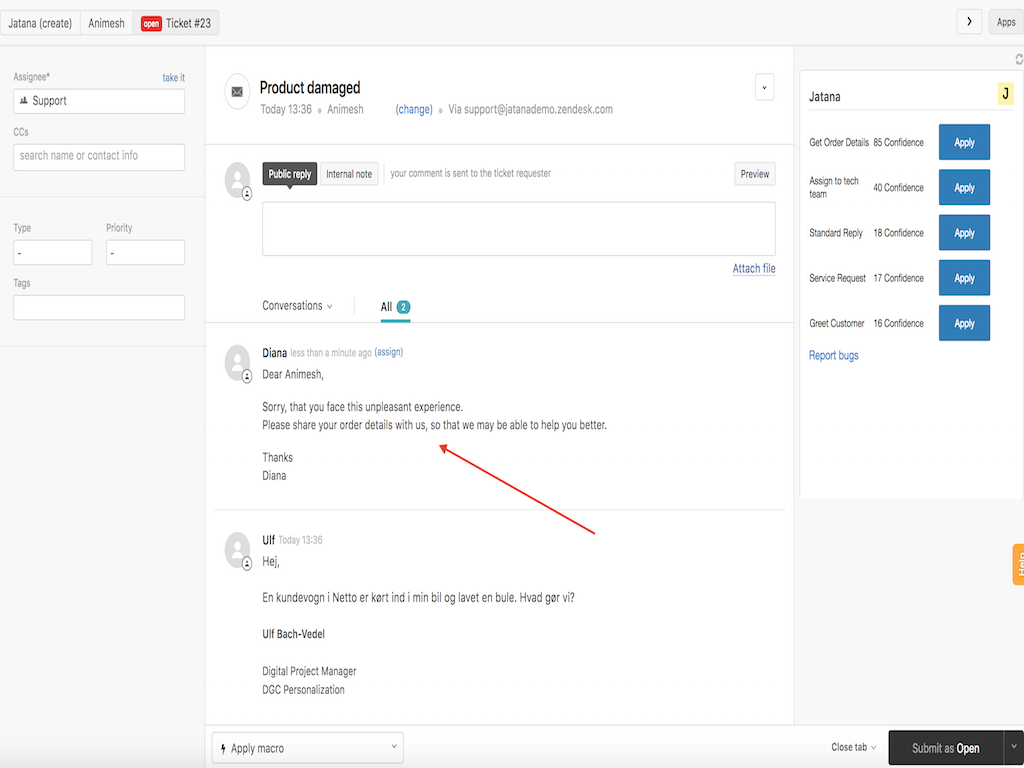 Jatana (create) Animesh open Ticket #23
Apps
Assignee* take it
Support
CCs
search name or contact info
Type Priority
- -
Tags
Product damaged
Today 13:36 Animesh (change) Via support@jatanademo.zendesk.com
Public reply Internal note your comment is sent to the ticket requester Preview
Attach file
Conversations All 2
Diana less than a minute ago (assign)
Dear Animesh,
Sorry, that you face this unpleasant experience.
Please share your order details with us, so that we may be able to help you better.
Thanks
Diana
Ulf Today 13:36
Hej,
En kundevogn i Netto er kørt ind i min bil og lavet en bule. Hvad gør vi?
Ulf Bach-Vedel
Digital Project Manager
DGC Personalization
Apply macro
Close tab
Submit as Open
Jatana J
Get Order Details 85 Confidence Apply
Assign to tech
team 40 Confidence Apply
Standard Reply 18 Confidence Apply
Service Request 17 Confidence Apply
Greet Customer 16 Confidence Apply
Report bugs
Help